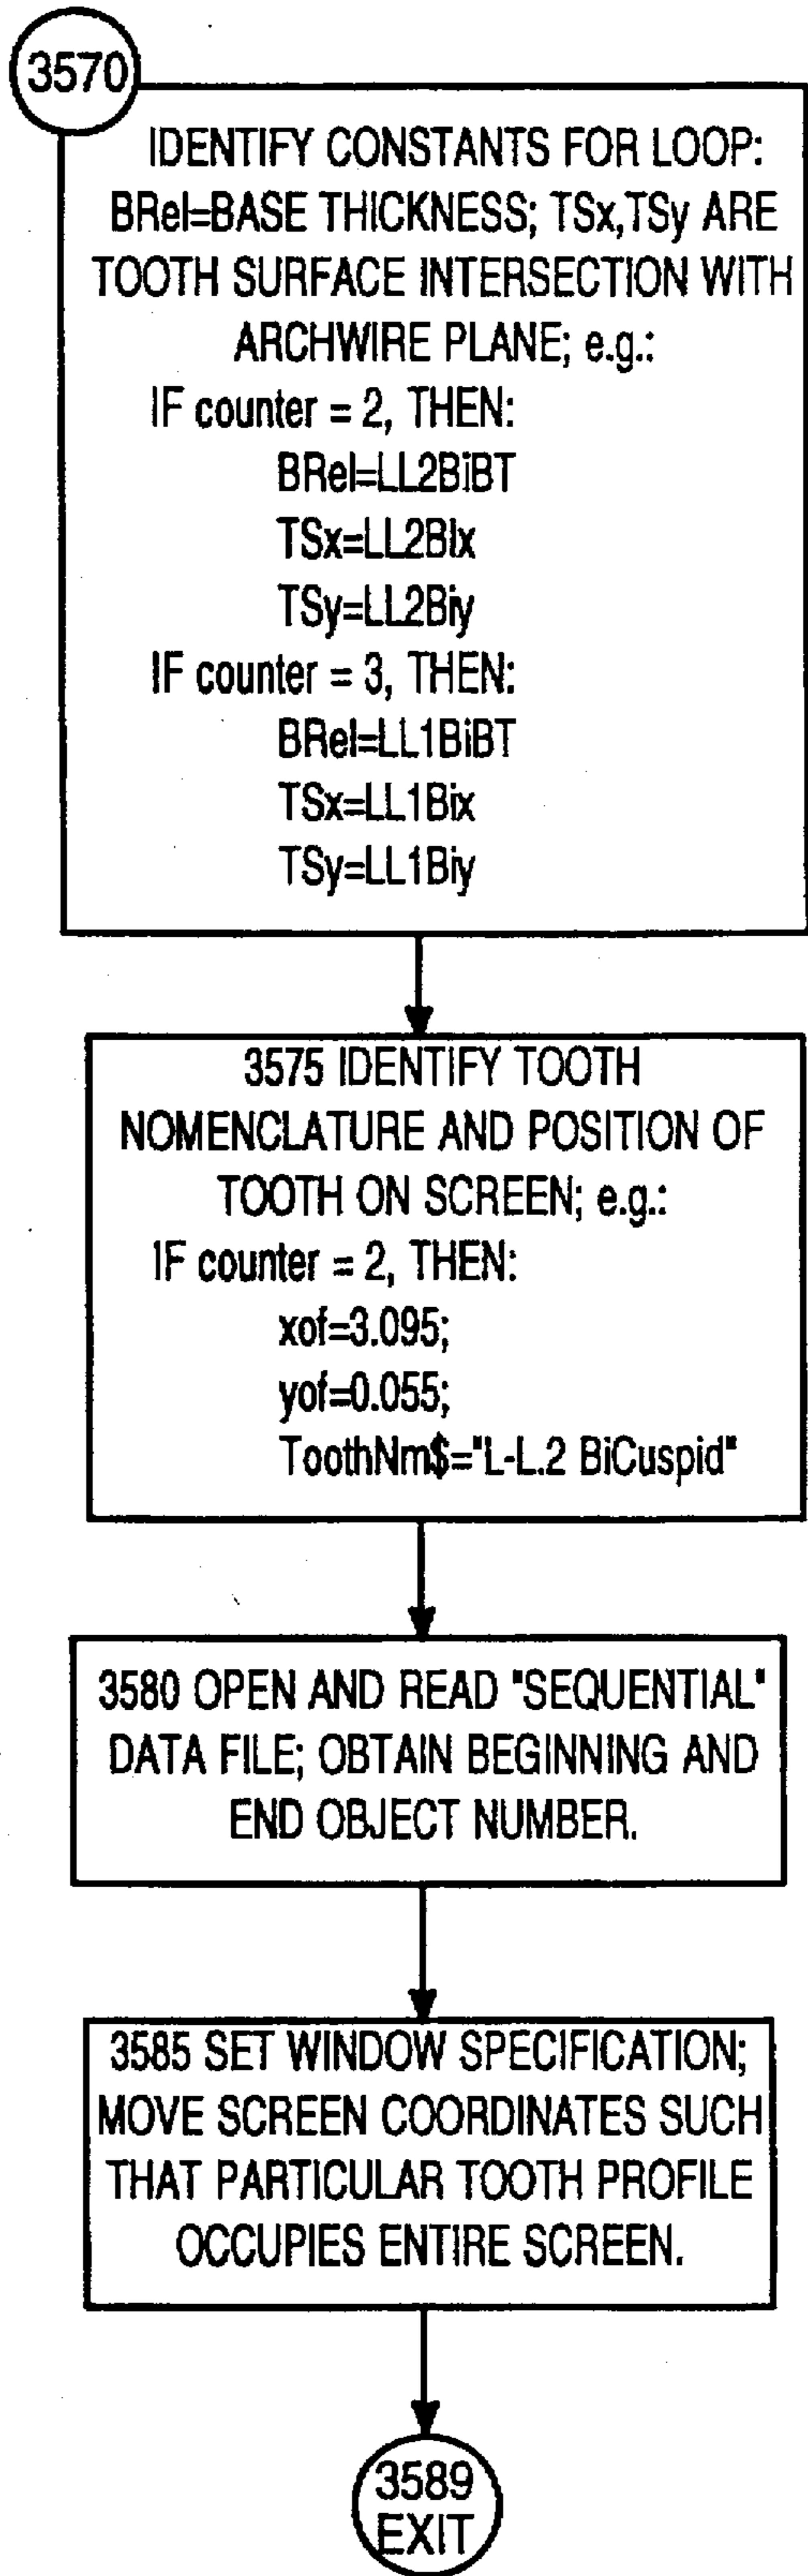 3570
IDENTIFY CONSTANTS FOR LOOP:
BRel=BASE THICKNESS; TSx,TSy ARE
TOOTH SURFACE INTERSECTION WITH
ARCHWIRE PLANE; e.g.:
IF counter = 2, THEN:
BRel=LL2BiBT
TSx=LL2BIx
TSy=LL2Biy
IF counter = 3, THEN:
BRel=LL1BiBT
TSx=LL1Bix
TSy=LL1Biy
3575 IDENTIFY TOOTH
NOMENCLATURE AND POSITION OF
TOOTH ON SCREEN; e.g.:
IF counter = 2, THEN:
xof=3.095;
yof=0.055;
ToothNm$="L-L.2 BiCuspid"
3580 OPEN AND READ "SEQUENTIAL"
DATA FILE; OBTAIN BEGINNING AND
END OBJECT NUMBER.
3585 SET WINDOW SPECIFICATION;
MOVE SCREEN COORDINATES SUCH
THAT PARTICULAR TOOTH PROFILE
OCCUPIES ENTIRE SCREEN.
3589
EXIT